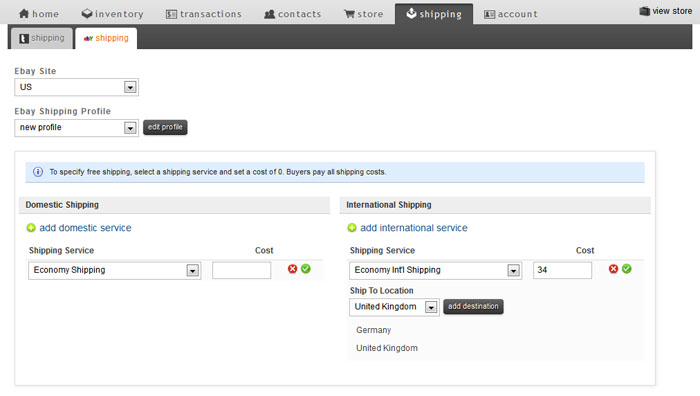 home inventory transactions contacts store shipping account view store
t shipping ebY shipping
Ebay Site
US
Ebay Shipping Profile
new profile edit profile
To specify free shipping, select a shipping service and set a cost of 0. Buyers pay all shipping costs.
Domestic Shipping International Shipping
add domestic service add international service
Shipping Service Cost Shipping Service Cost
Economy Shipping Economy Int'l Shipping 34
Ship To Location
United Kingdom add destination
Germany
United Kingdom